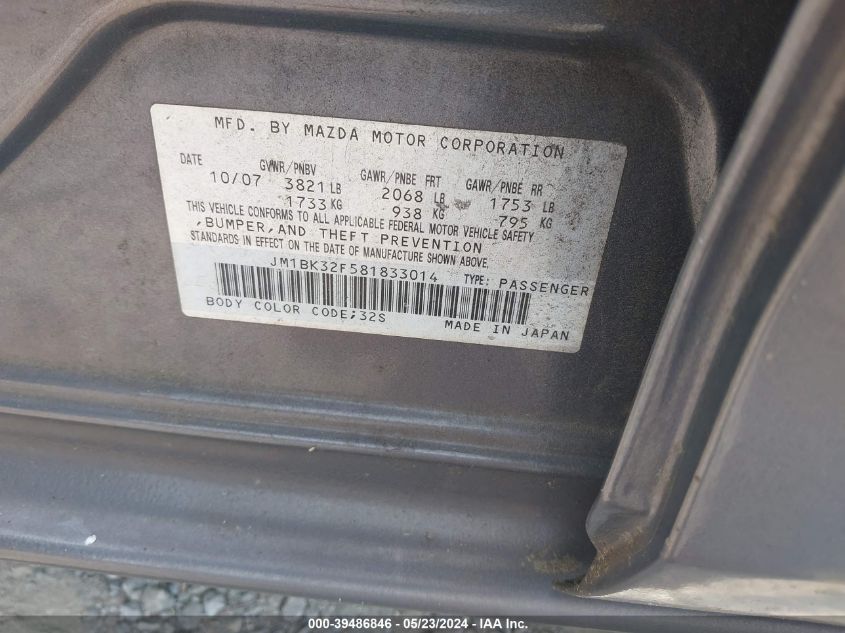 MFD. BY MAZDA MOTOR CORPORATION
DATE GVWR/PNBV GAWR/PNBE FRT GAWR/PNBE RR
10/07 3821 LB 2068 LB 1753 LB
1733 KG 938 KG 795 KG
THIS VEHICLE CONFORMS TO ALL APPLICABLE FEDERAL MOTOR VEHICLE SAFETY
,BUMPER,AND THEFT PREVENTION
STANDARDS IN EFFECT ON THE DATE OF MANUFACTURE SHOWN ABOVE.
JM1BK32F581833014 TYPE: PASSENGER
BODY COLOR CODE;32S MADE IN JAPAN
000-39486846 - 05/23/2024 - IAA Inc.